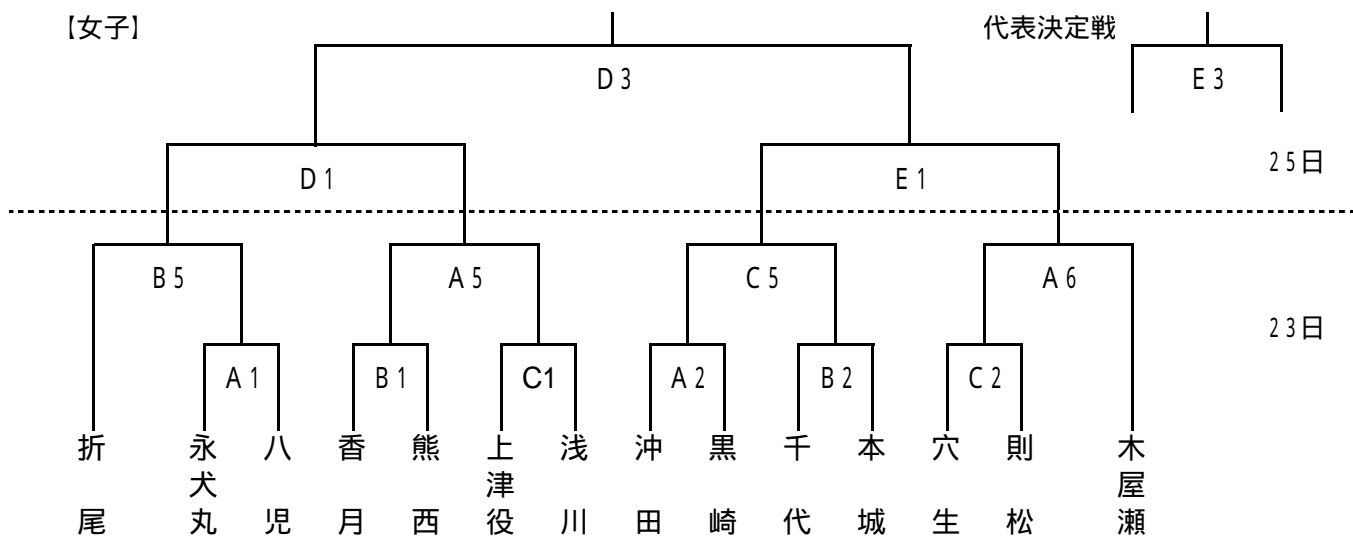 【女子】
代表決定戦
D3
E3
D1
E1
25日
B5
A5
C5
A6
23日
A1
B1
C1
A2
B2
C2
折尾
永犬丸
八児
香月
熊西
上津役
浅川
沖田
黒崎
千代
本城
穴生
則松
木屋瀬